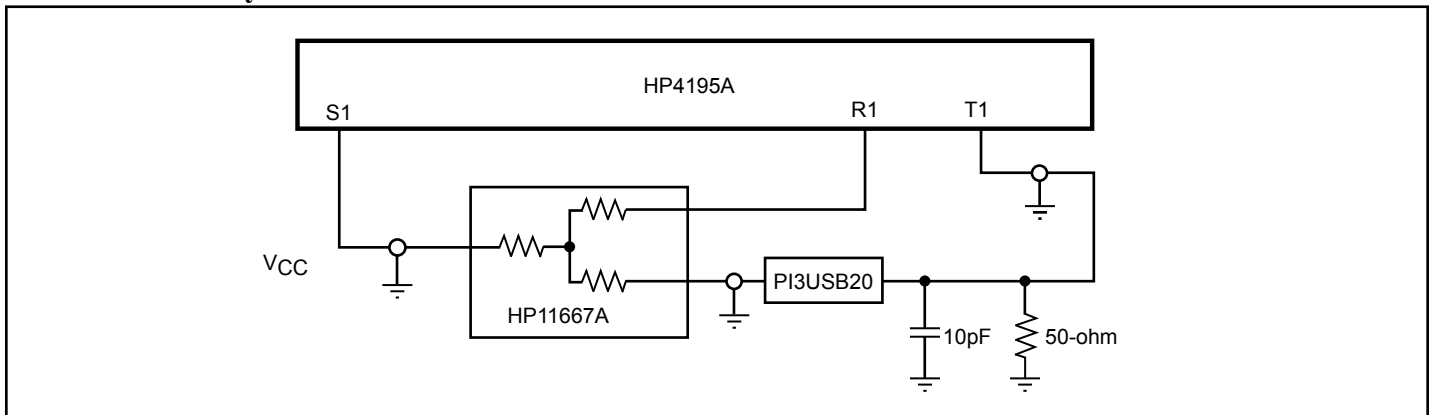 HP4195A
S1
R1
T1
VCC
HP11667A
PI3USB20
10pF
50-ohm